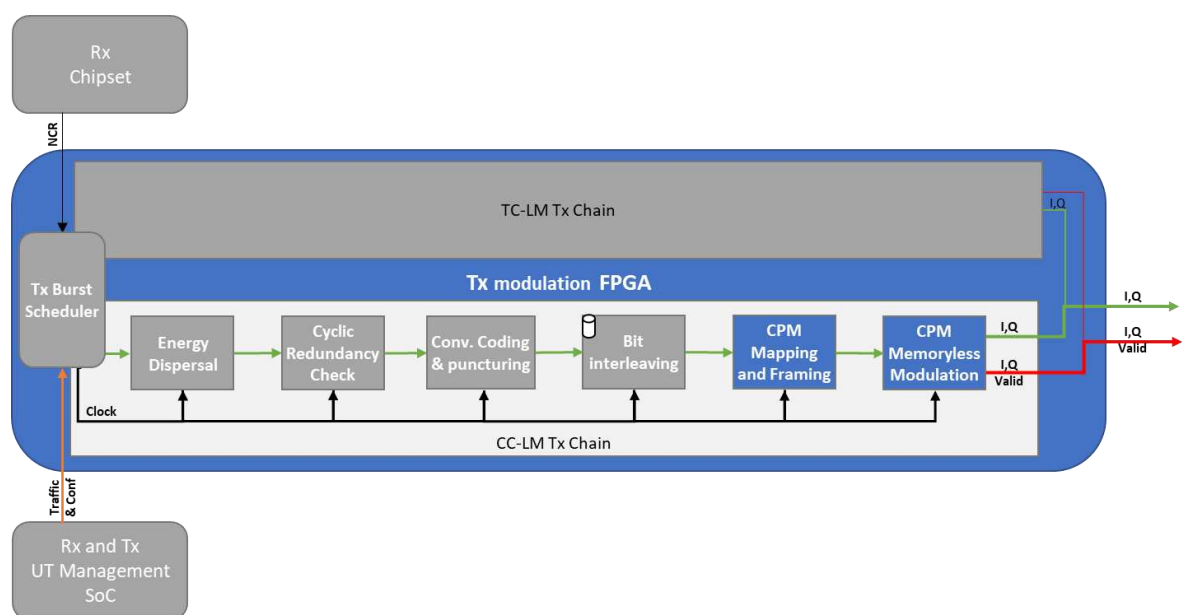 Rx
Chipset
NCR
TC-LM Tx Chain
I,Q
Tx Burst
Scheduler
Tx modulation FPGA
I,Q
I,Q
Valid
Energy
Dispersal
Cyclic
Redundancy
Check
Conv. Coding
& puncturing
Bit
interleaving
CPM
Mapping
and Framing
CPM
Memoryless
Modulation
I,Q
I,Q
Valid
Clock
CC-LM Tx Chain
Traffic
& Conf
Rx and Tx
UT Management
SoC